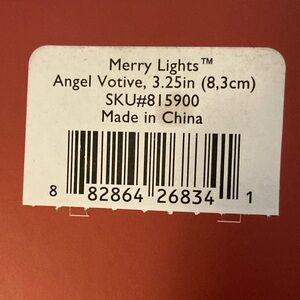 Merry Lights™
Angel Votive, 3.25in (8,3cm)
SKU#815900
Made in China
8 82864 26834 1